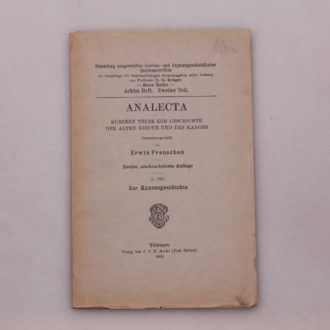 Sammlung ausgewählter kirchen- und dogmengeschichtlicher
Quellenschriften
als Grundlage für Seminarübungen herausgegeben unter Leitung
von Professor D. G. Krüger.
— Erste Reihe. —
Achtes Heft. Zweiter Teil.
ANALECTA
KÜRZERE TEXTE ZUR GESCHICHTE
DER ALTEN KIRCHE UND DES KANONS
zusammengestellt
von
Erwin Preuschen
Zweite, neubearbeitete Auflage
II. TEIL
Zur Kanonsgeschichte
Tübingen
Verlag von J. C. B. Mohr (Paul Siebeck)